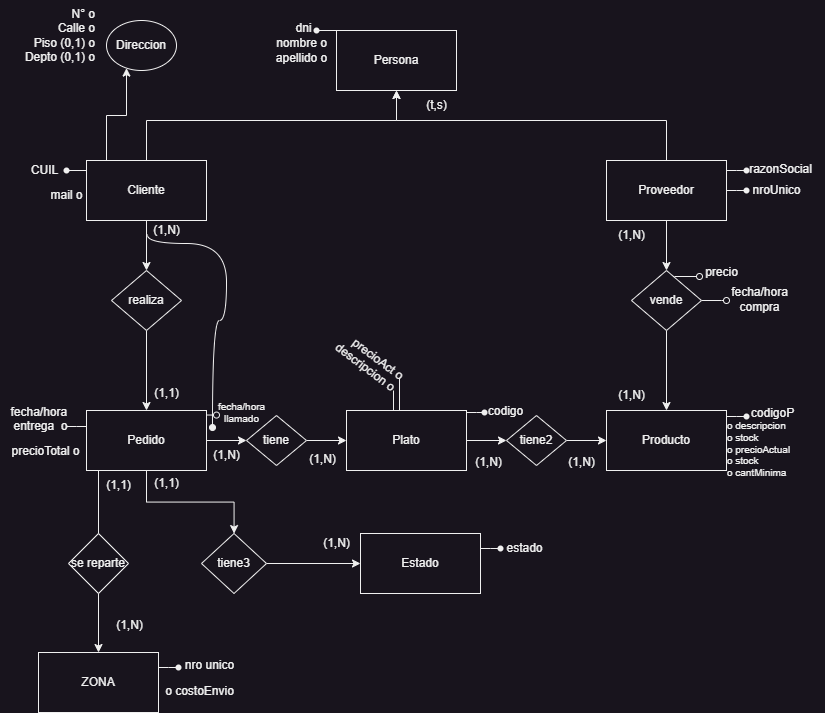 N° o
Calle o
Piso (0,1) o
Depto (0,1) o
Direccion
dni
nombre o
apellido o
Persona
(t,s)
CUIL
mail o
Cliente
Proveedor
razonSocial
nroUnico
(1,N)
(1,N)
realiza
vende
precio
fecha/hora
compra
precioAct o
descripcion o
(1,1)
(1,N)
fecha/hora
entrega o
precioTotal o
Pedido
fecha/hora
llamado
(1,N)
tiene
(1,N)
Plato
codigo
(1,N)
tiene2
(1,N)
Producto
codigoP
o descripcion
o stock
o precioActual
o stock
o cantMinima
(1,1)
(1,1)
se reparte
tiene3
(1,N)
Estado
estado
(1,N)
ZONA
nro unico
o costoEnvio